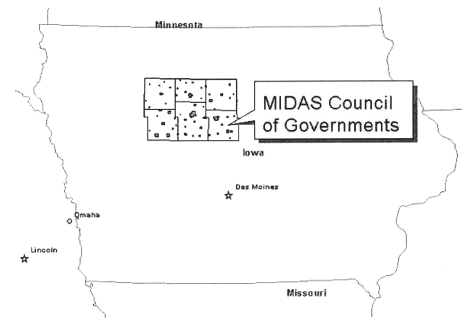 Minnesota
MIDAS Council
of Governments
Iowa
Des Moines
Omaha
Lincoln
Missouri